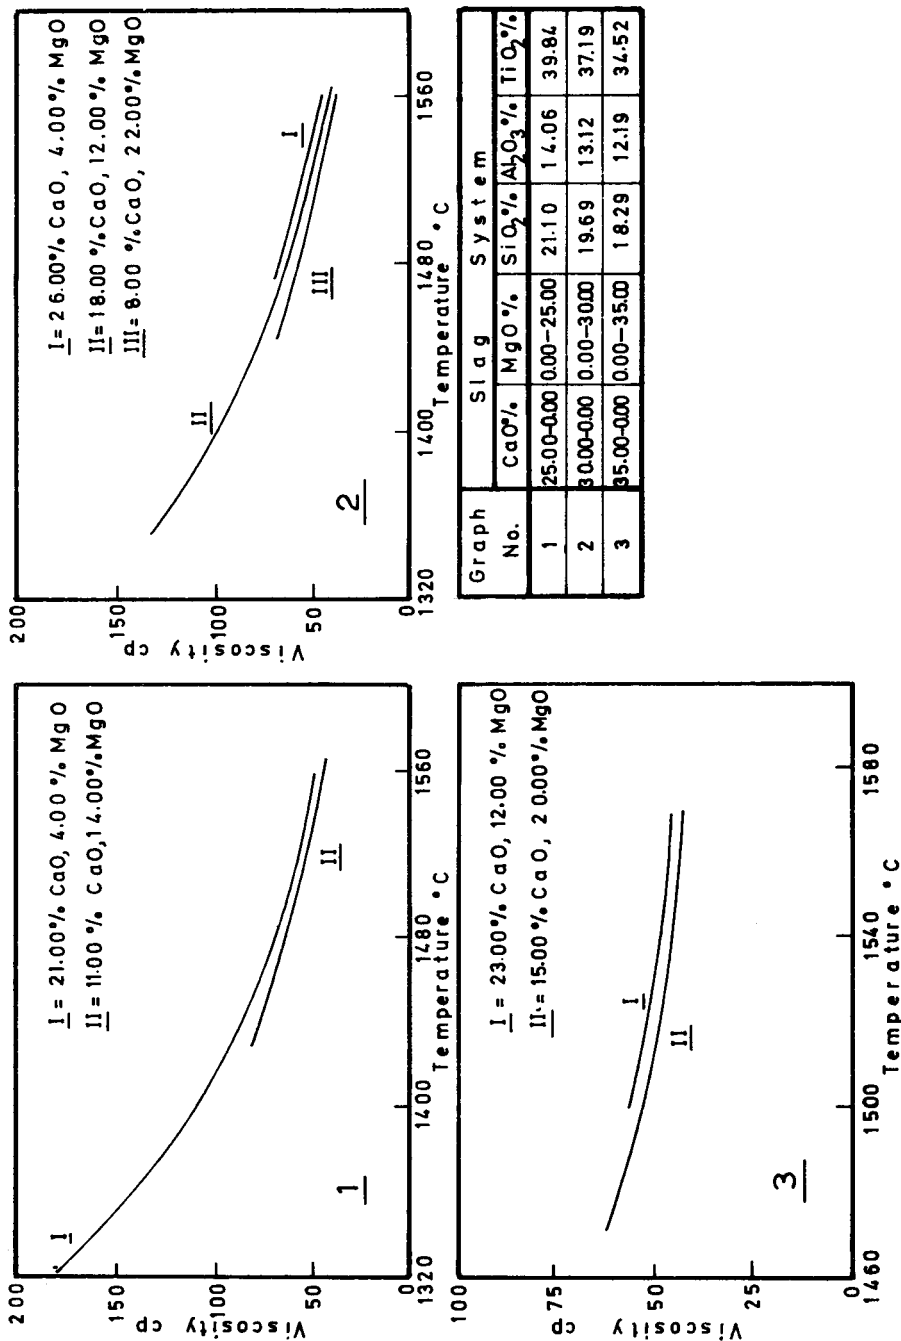 200
150
100
50
0
Viscosity cp
1320
1400
1480
1560
Temperature °C
I = 21.00% CaO, 4.00% MgO
II = 11.00% CaO, 14.00% MgO
I
II
1
200
150
100
50
0
Viscosity cp
1320
1400
1480
1560
Temperature °C
I = 26.00% CaO, 4.00% MgO
II = 18.00% CaO, 12.00% MgO
III = 8.00% CaO, 22.00% MgO
I
II
III
2
100
75
50
25
0
Viscosity cp
1460
1500
1540
1580
Temperature °C
I = 23.00% CaO, 12.00% MgO
II = 15.00% CaO, 20.00% MgO
I
II
3
Graph No. Slag System
CaO% MgO% SiO2% Al2O3% TiO2%
1 25.00-0.00 0.00-25.00 21.10 14.06 39.84
2 30.00-0.00 0.00-30.00 19.69 13.12 37.19
3 35.00-0.00 0.00-35.00 18.29 12.19 34.52